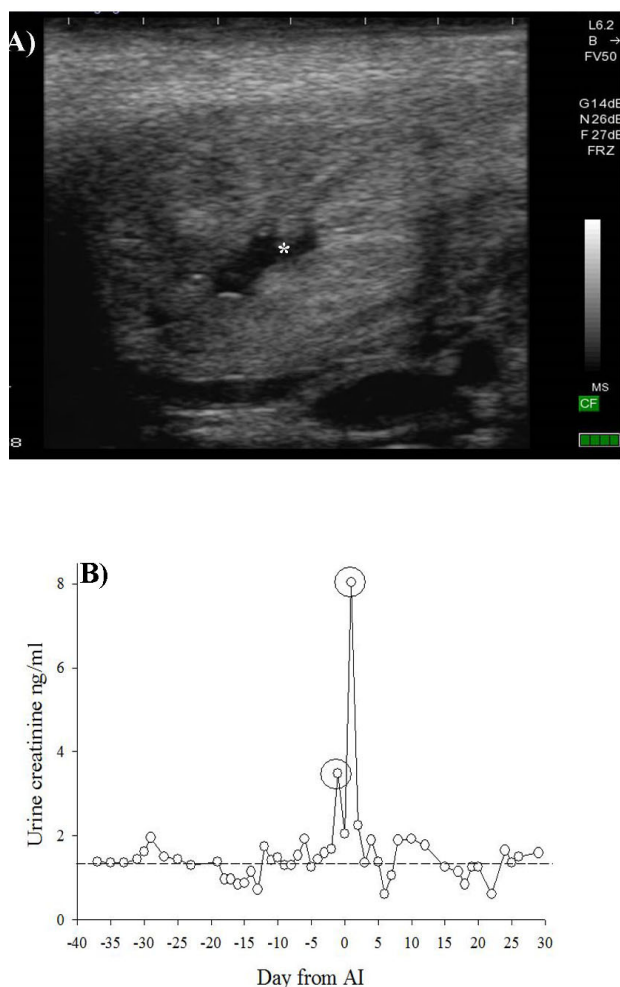 A)
L6.2
B →
FV50
G14dB
N26dB
F 27dB
FRZ
*
MS
CF
8
B)
Urine creatinine ng/ml
8
6
4
2
0
-40 -35 -30 -25 -20 -15 -10 -5 0 5 10 15 20 25 30
Day from AI